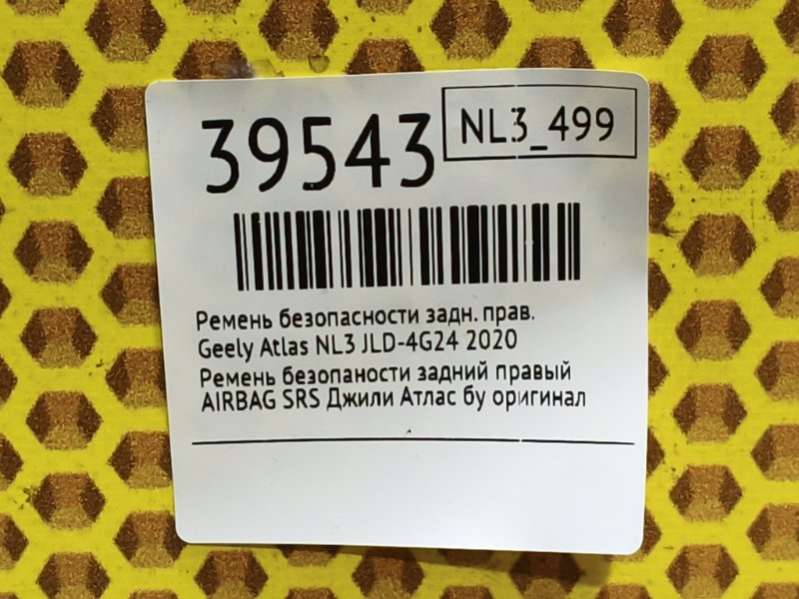 39543
NL3_499
Ремень безопасности задн. прав.
Geely Atlas NL3 JLD-4G24 2020
Ремень безопаности задний правый
AIRBAG SRS Джили Атлас бу оригинал